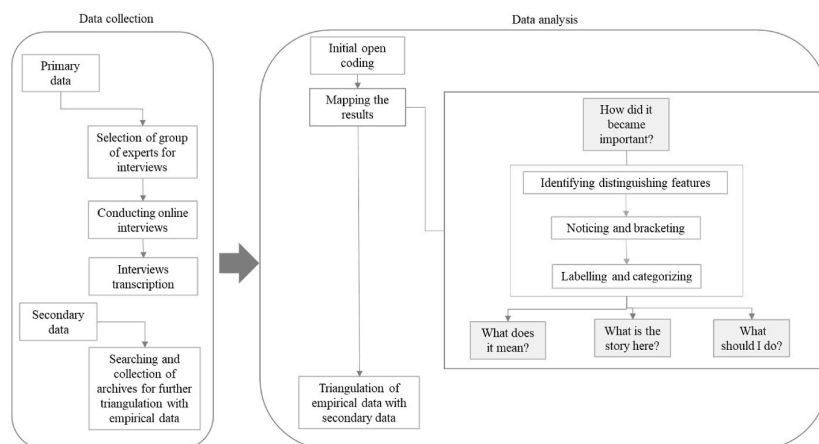 Data collection
Primary
data
Selection of group
of experts for
interviews
Conducting online
interviews
Interviews
transcription
Secondary
data
Searching and
collection of
archives for further
triangulation with
empirical data
Data analysis
Initial open
coding
Mapping the
results
Triangulation of
empirical data with
secondary data
How did it
became
important?
Identifying distinguishing features
Noticing and bracketing
Labelling and categorizing
What does
it mean?
What is the
story here?
What
should I do?